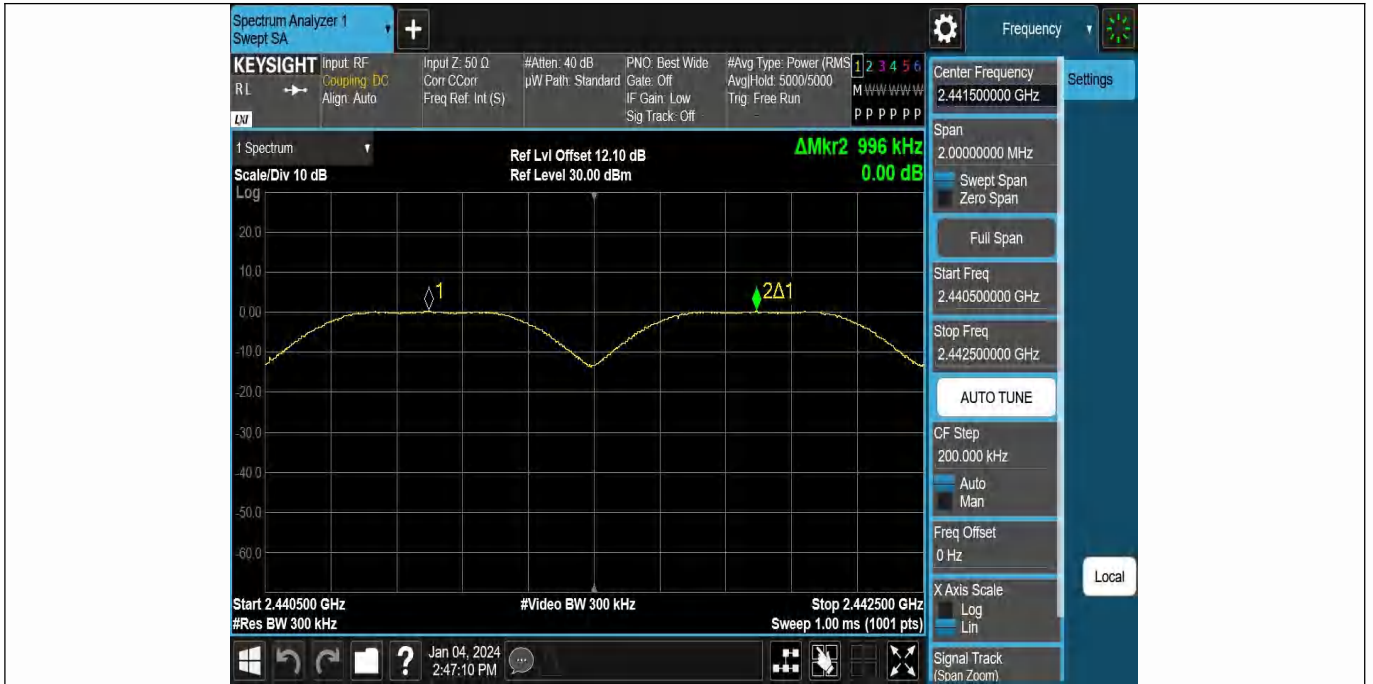 Spectrum Analyzer 1
Swept SA
+
Frequency
KEYSIGHT
RL
LXI
Input: RF
Coupling: DC
Align: Auto
Input Z: 50 Ω
Corr CCorr
Freq Ref: Int (S)
#Atten: 40 dB
µW Path: Standard
PNO: Best Wide
Gate: Off
IF Gain: Low
Sig Track: Off
#Avg Type: Power (RMS
Avg|Hold: 5000/5000
Trig: Free Run
1 2 3 4 5 6
M W W W W W
P P P P P P
Center Frequency
2.441500000 GHz
Settings
1 Spectrum
Scale/Div 10 dB
Ref Lvl Offset 12.10 dB
Ref Level 30.00 dBm
ΔMkr2 996 kHz
0.00 dB
Log
20.0
10.0
0.00
-10.0
-20.0
-30.0
-40.0
-50.0
-60.0
1
2Δ1
Start 2.440500 GHz
#Res BW 300 kHz
#Video BW 300 kHz
Stop 2.442500 GHz
Sweep 1.00 ms (1001 pts)
Span
2.00000000 MHz
Swept Span
Zero Span
Full Span
Start Freq
2.440500000 GHz
Stop Freq
2.442500000 GHz
AUTO TUNE
CF Step
200.000 kHz
Auto
Man
Freq Offset
0 Hz
X Axis Scale
Log
Lin
Signal Track
(Span Zoom)
Local
?
Jan 04, 2024
2:47:10 PM